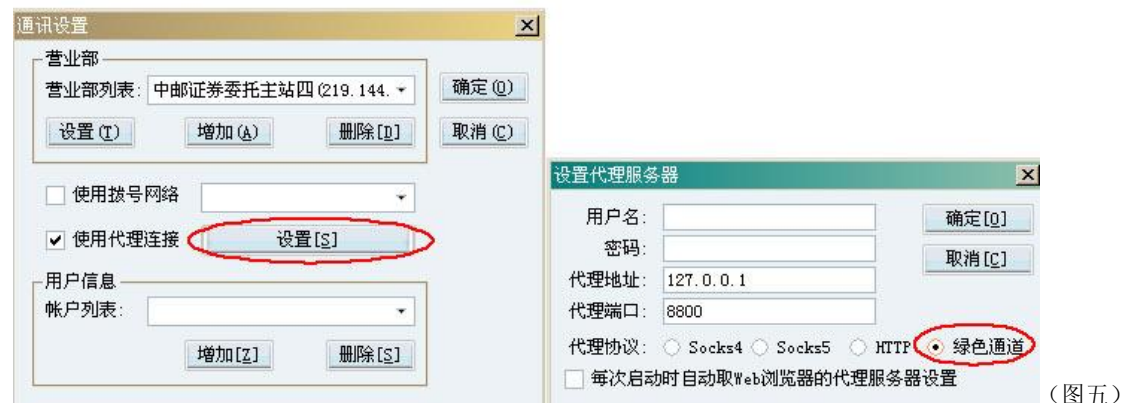 通讯设置
营业部
营业部列表: 中邮证券委托主站四(219.144.
确定(O)
设置(T) 增加(A) 删除[D] 取消(C)
使用拨号网络
使用代理连接 设置[S]
用户信息
帐户列表:
增加[Z] 删除[S]
设置代理服务器
用户名: 确定[O]
密码:
取消[C]
代理地址: 127.0.0.1
代理端口: 8800
代理协议: Socks4 Socks5 HTTP 绿色通道
每次启动时自动取Web浏览器的代理服务器设置
(图五)